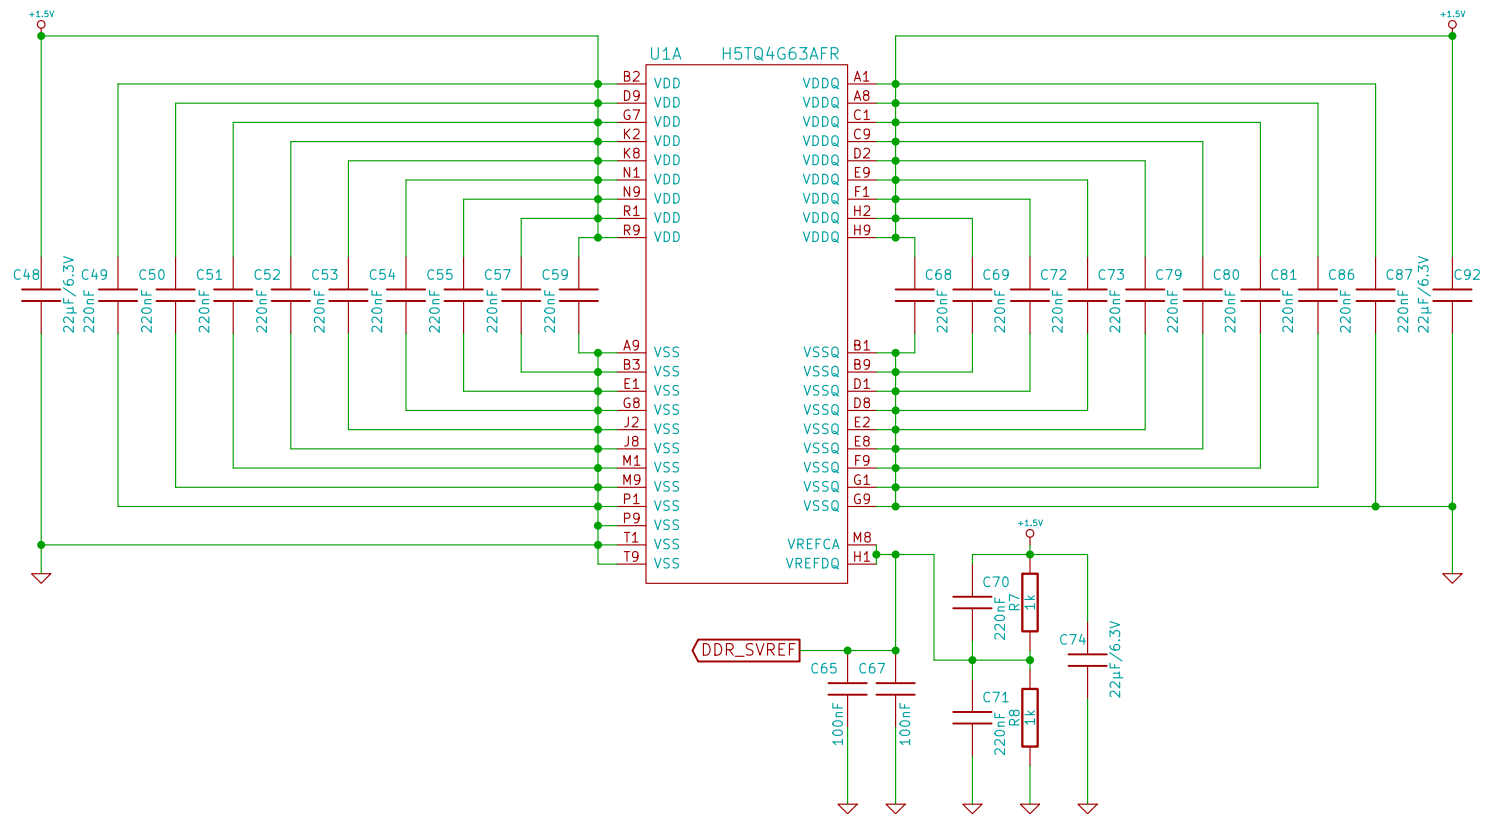 +1.5V
+1.5V
U1A
H5TQ4G63AFR
B2 VDD VDDQ A1
D9 VDD VDDQ A8
G7 VDD VDDQ C1
K2 VDD VDDQ C9
K8 VDD VDDQ D2
N1 VDD VDDQ E9
N9 VDD VDDQ F1
R1 VDD VDDQ H2
R9 VDD VDDQ H9
C48
22µF/6.3V
C49
220nF
C50
220nF
C51
220nF
C52
220nF
C53
220nF
C54
220nF
C55
220nF
C57
220nF
C59
220nF
C68
220nF
C69
220nF
C72
220nF
C73
220nF
C79
220nF
C80
220nF
C81
220nF
C86
220nF
C87
220nF
C92
22µF/6.3V
A9 VSS VSSQ B1
B3 VSS VSSQ B9
E1 VSS VSSQ D1
G8 VSS VSSQ D8
J2 VSS VSSQ E2
J8 VSS VSSQ E8
M1 VSS VSSQ F9
M9 VSS VSSQ G1
P1 VSS VSSQ G9
P9 VSS
T1 VSS VREFCA M8
T9 VSS VREFDQ H1
+1.5V
C70
220nF
R7
1k
C74
22µF/6.3V
DDR_SVREF
C65
100nF
C67
100nF
C71
220nF
R8
1k